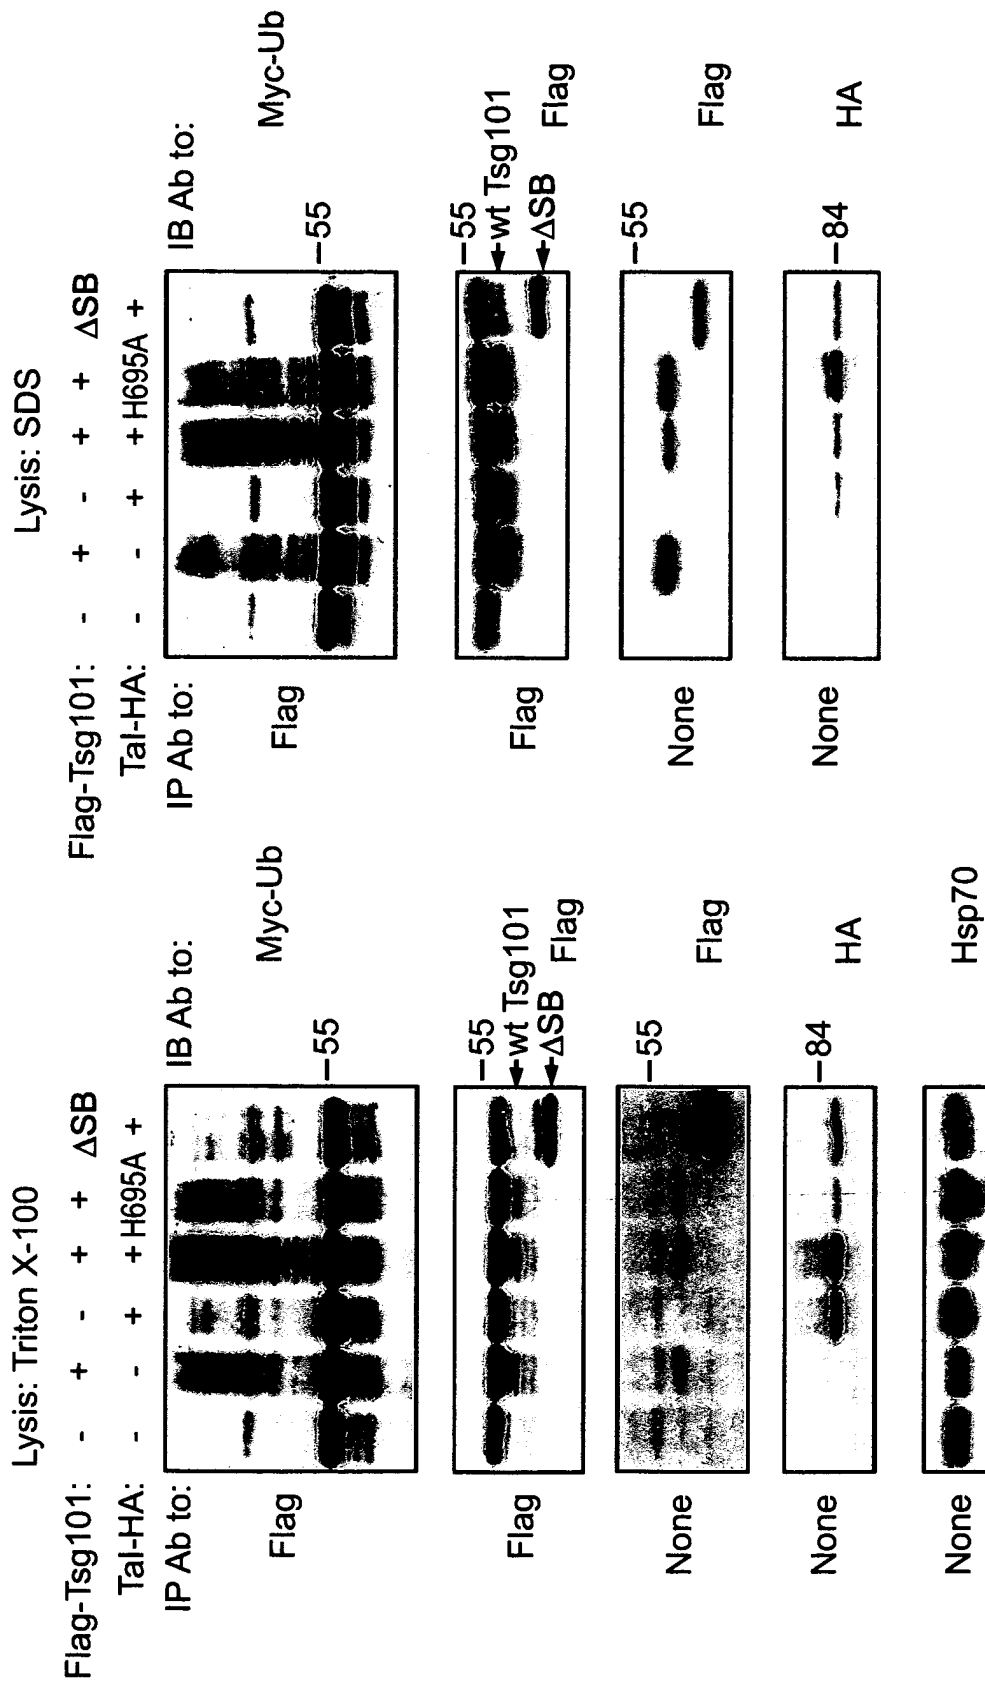 Lysis: Triton X-100
Flag-Tsg101: - + - + + ΔSB
Tal-HA: - - + + H695A +
IP Ab to: IB Ab to:
Flag Myc-Ub
–55
–55
wt Tsg101
Flag ΔSB Flag
–55
None Flag
–84
None HA
None Hsp70
Lysis: SDS
Flag-Tsg101: - + - + + ΔSB
Tal-HA: - - + + H695A +
IP Ab to: IB Ab to:
Flag Myc-Ub
–55
–55
wt Tsg101
Flag ΔSB Flag
–55
None Flag
–84
None HA